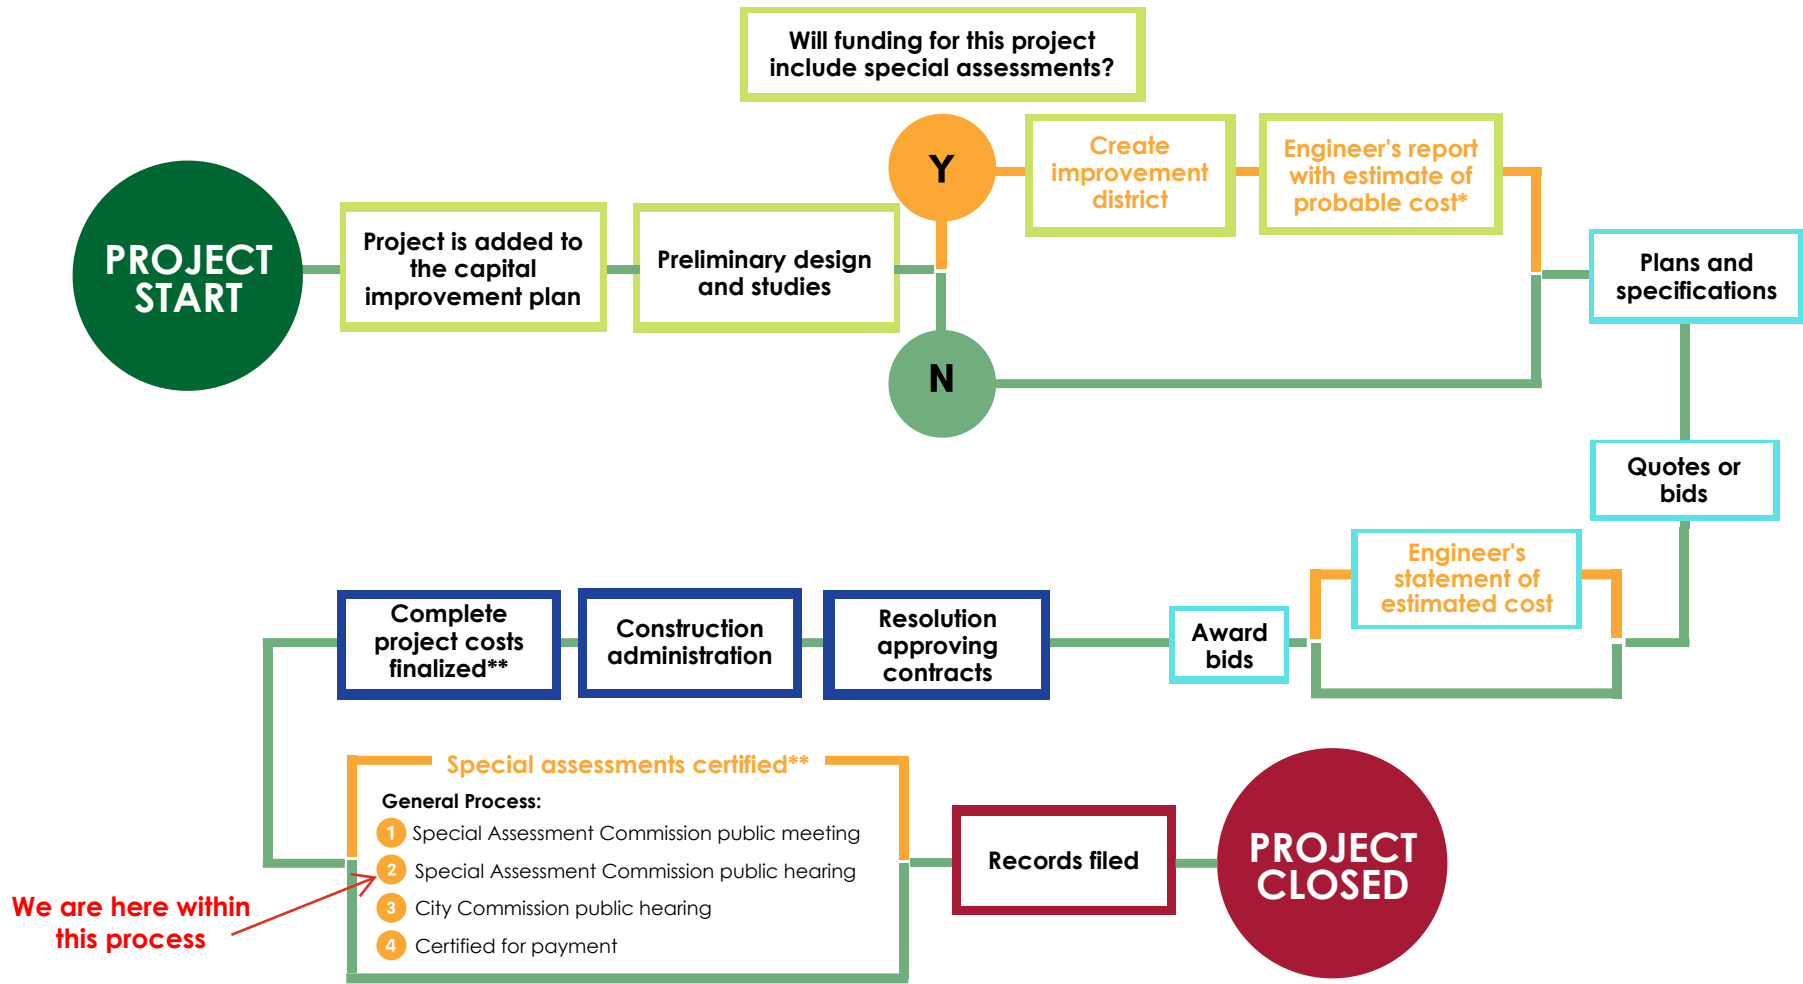 Will funding for this project
include special assessments?
PROJECT
START
Project is added to
the capital
improvement plan
Preliminary design
and studies
Y
N
Create
improvement
district
Engineer's report
with estimate of
probable cost*
Plans and
specifications
Quotes or
bids
Engineer's
statement of
estimated cost
Award
bids
Resolution
approving
contracts
Construction
administration
Complete
project costs
finalized**
Special assessments certified**
General Process:
1 Special Assessment Commission public meeting
2 Special Assessment Commission public hearing
3 City Commission public hearing
4 Certified for payment
We are here within
this process
Records filed
PROJECT
CLOSED